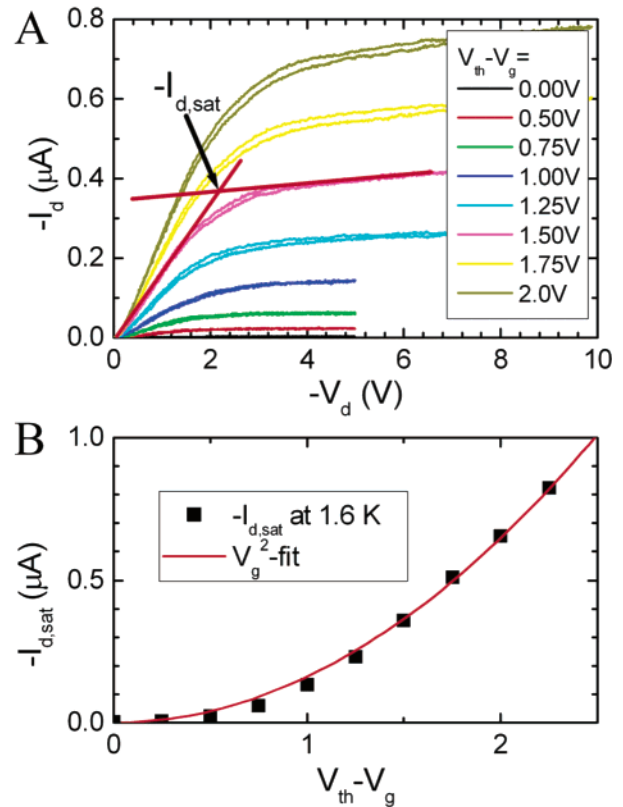 A
0.8
0.6
0.4
0.2
0.0
-I_d (μA)
-I_d,sat
V_th-V_g=
0.00V
0.50V
0.75V
1.00V
1.25V
1.50V
1.75V
2.0V
0 2 4 6 8 10
-V_d (V)
B
1.0
0.5
0.0
-I_d,sat (μA)
-I_d,sat at 1.6 K
V_g^2-fit
0 1 2
V_th-V_g